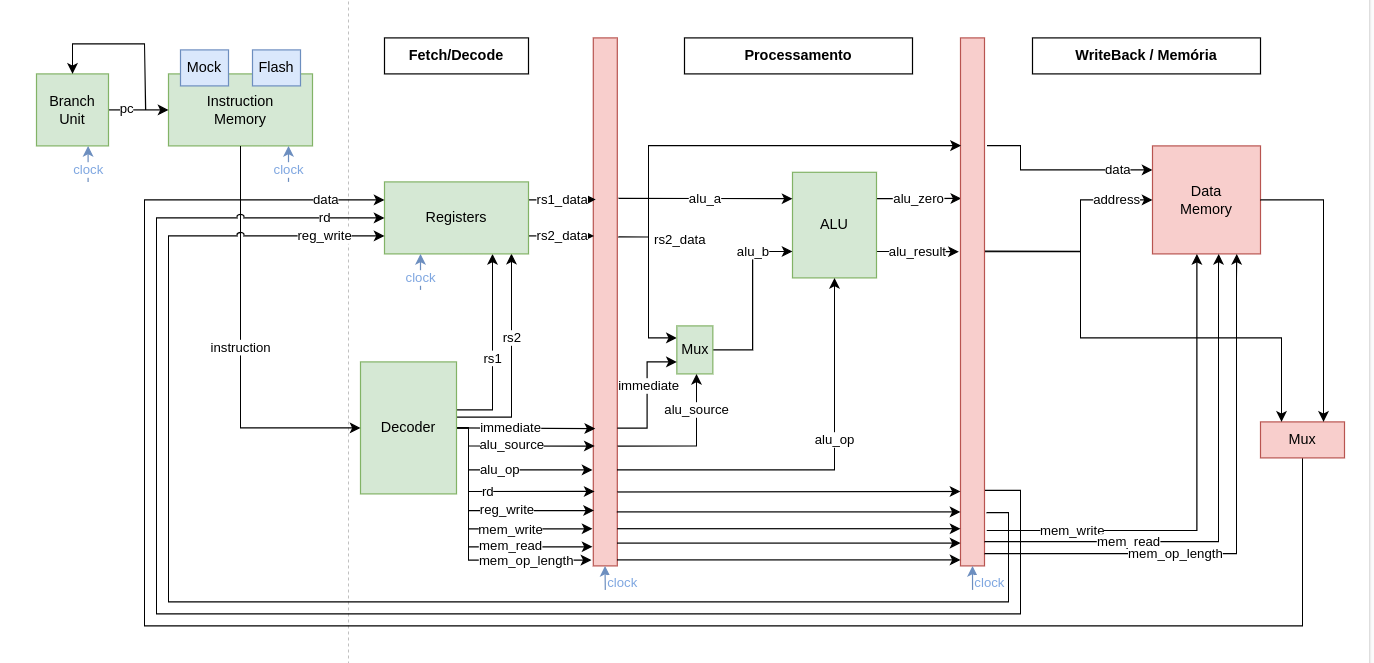 Fetch/Decode
Processamento
WriteBack / Memória
Mock
Flash
Branch
Unit
pc
Instruction
Memory
clock
clock
data
rd
reg_write
Registers
rs1_data
rs2_data
clock
instruction
rs1
rs2
Decoder
immediate
alu_source
alu_op
rd
reg_write
mem_write
mem_read
mem_op_length
clock
alu_a
rs2_data
alu_b
ALU
alu_zero
alu_result
Mux
immediate
alu_source
alu_op
clock
data
address
Data
Memory
Mux
mem_write
mem_read
mem_op_length